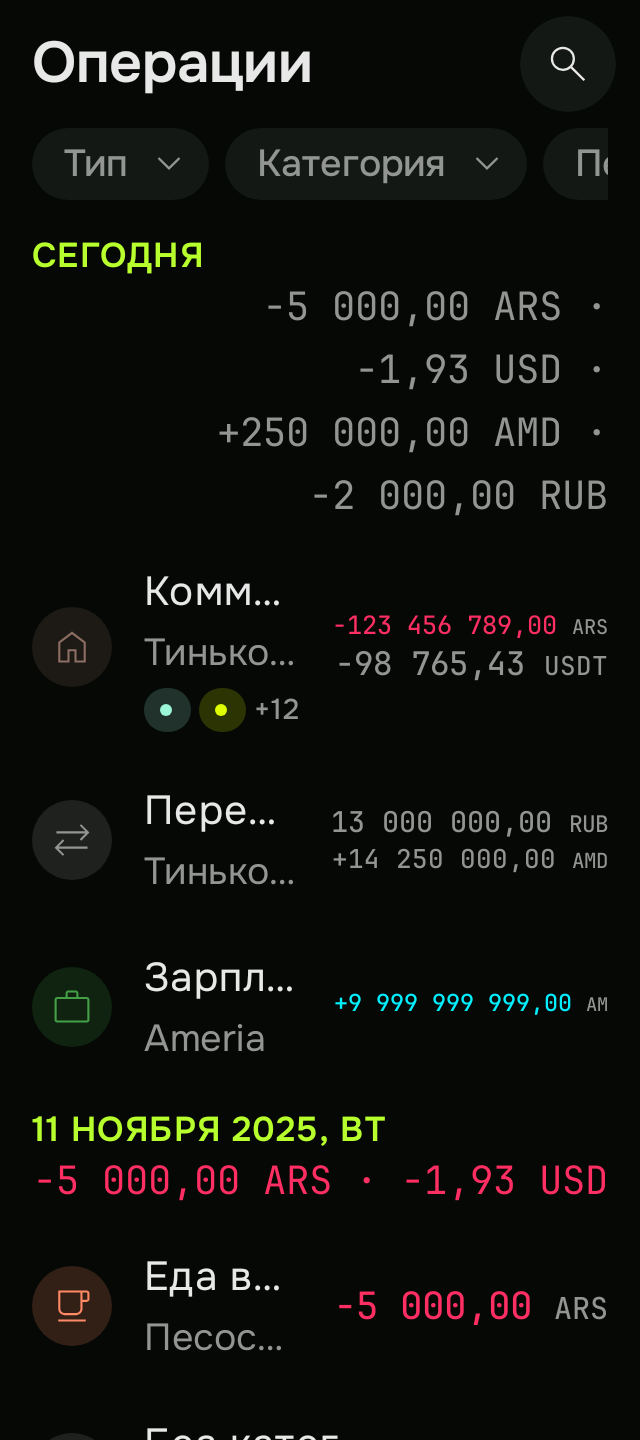 Операции
Тип
Категория
СЕГОДНЯ
-5 000,00 ARS ·
-1,93 USD ·
+250 000,00 AMD ·
-2 000,00 RUB
Комм...
-123 456 789,00 ARS
Тинько...
-98 765,43 USDT
+12
Пере...
13 000 000,00 RUB
Тинько...
+14 250 000,00 AMD
Зарпл...
+9 999 999 999,00 AM
Ameria
11 НОЯБРЯ 2025, ВТ
-5 000,00 ARS · -1,93 USD
Еда в...
-5 000,00 ARS
Песос...